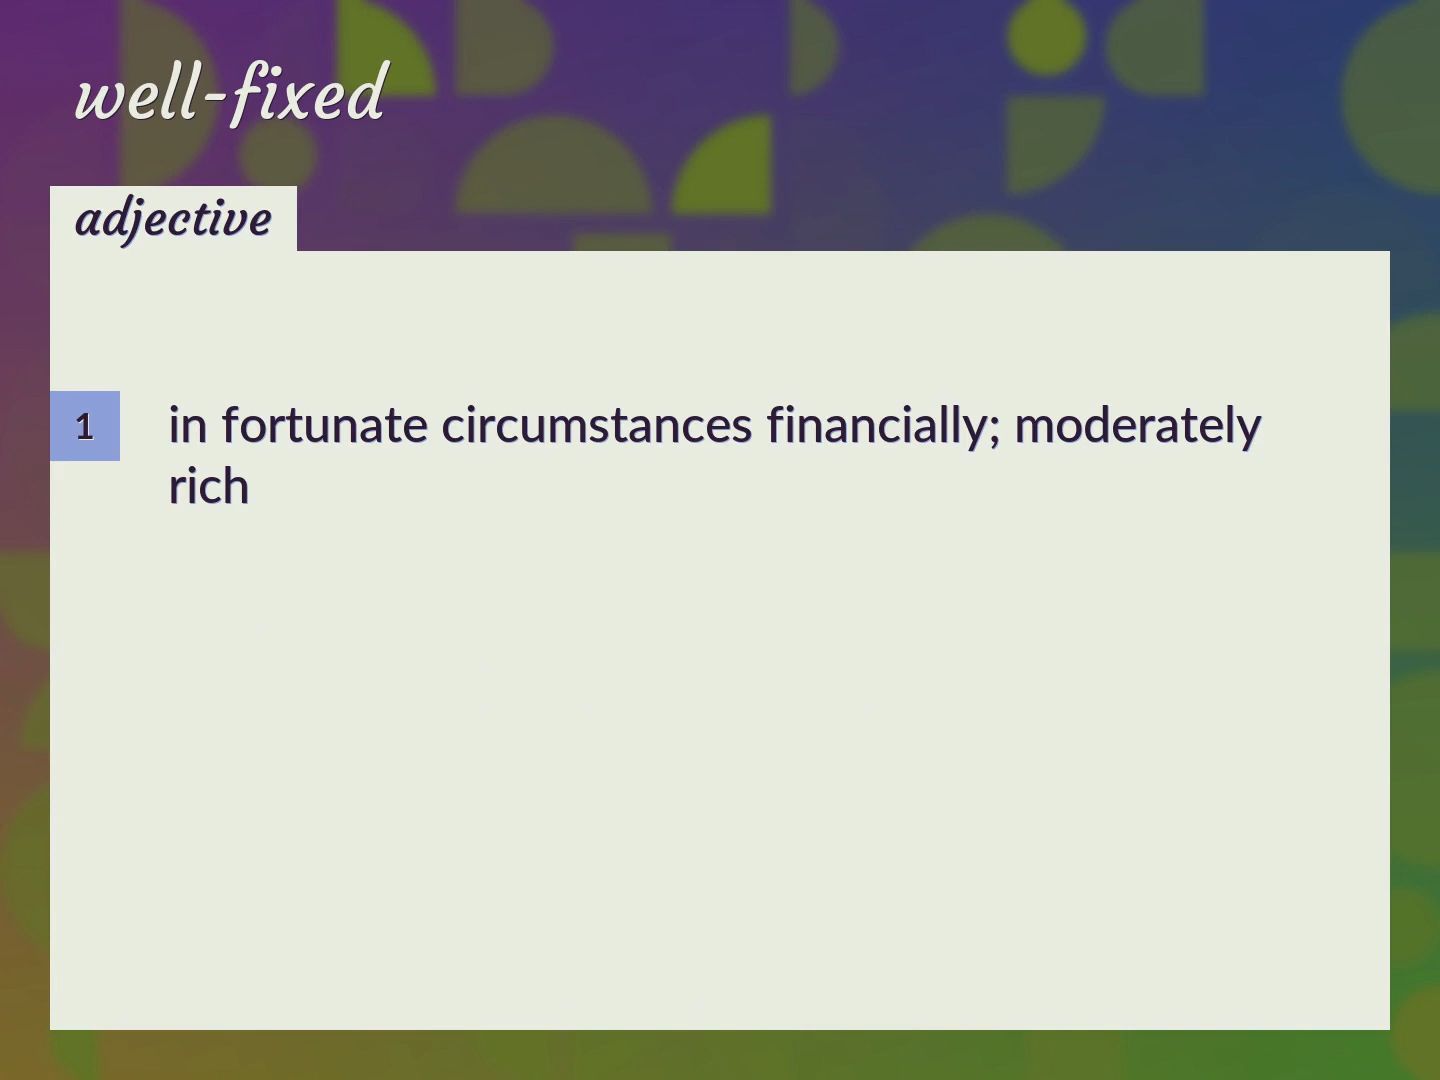 well-fixed
adjective
1 in fortunate circumstances financially; moderately
rich